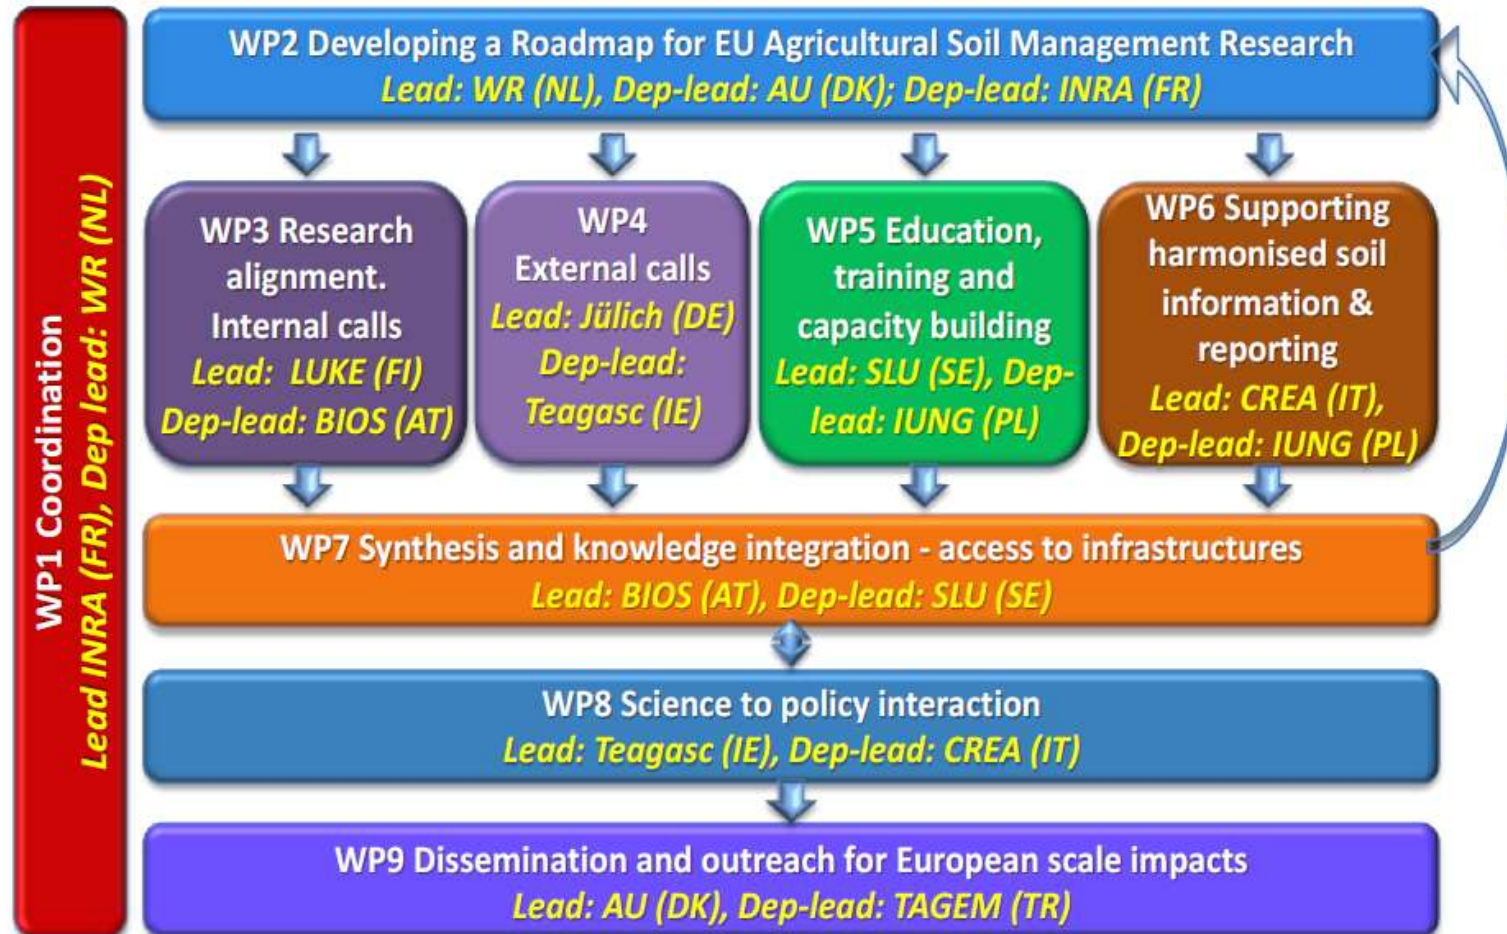 WP1 Coordination
Lead INRA (FR), Dep lead: WR (NL)
WP2 Developing a Roadmap for EU Agricultural Soil Management Research
Lead: WR (NL), Dep-lead: AU (DK); Dep-lead: INRA (FR)
WP3 Research
alignment.
Internal calls
Lead: LUKE (FI)
Dep-lead: BIOS (AT)
WP4
External calls
Lead: Jülich (DE)
Dep-lead:
Teagasc (IE)
WP5 Education,
training and
capacity building
Lead: SLU (SE), Dep-
lead: IUNG (PL)
WP6 Supporting
harmonised soil
information &
reporting
Lead: CREA (IT),
Dep-lead: IUNG (PL)
WP7 Synthesis and knowledge integration - access to infrastructures
Lead: BIOS (AT), Dep-lead: SLU (SE)
WP8 Science to policy interaction
Lead: Teagasc (IE), Dep-lead: CREA (IT)
WP9 Dissemination and outreach for European scale impacts
Lead: AU (DK), Dep-lead: TAGEM (TR)